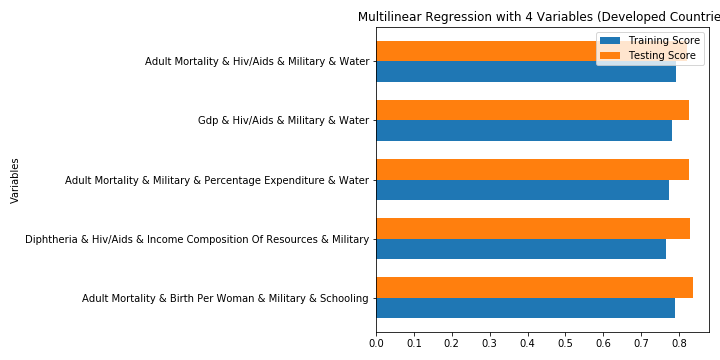 Multilinear Regression with 4 Variables (Developed Countrie
Training Score
Testing Score
Variables
Adult Mortality & Hiv/Aids & Military & Water
Gdp & Hiv/Aids & Military & Water
Adult Mortality & Military & Percentage Expenditure & Water
Diphtheria & Hiv/Aids & Income Composition Of Resources & Military
Adult Mortality & Birth Per Woman & Military & Schooling
0.0 0.1 0.2 0.3 0.4 0.5 0.6 0.7 0.8